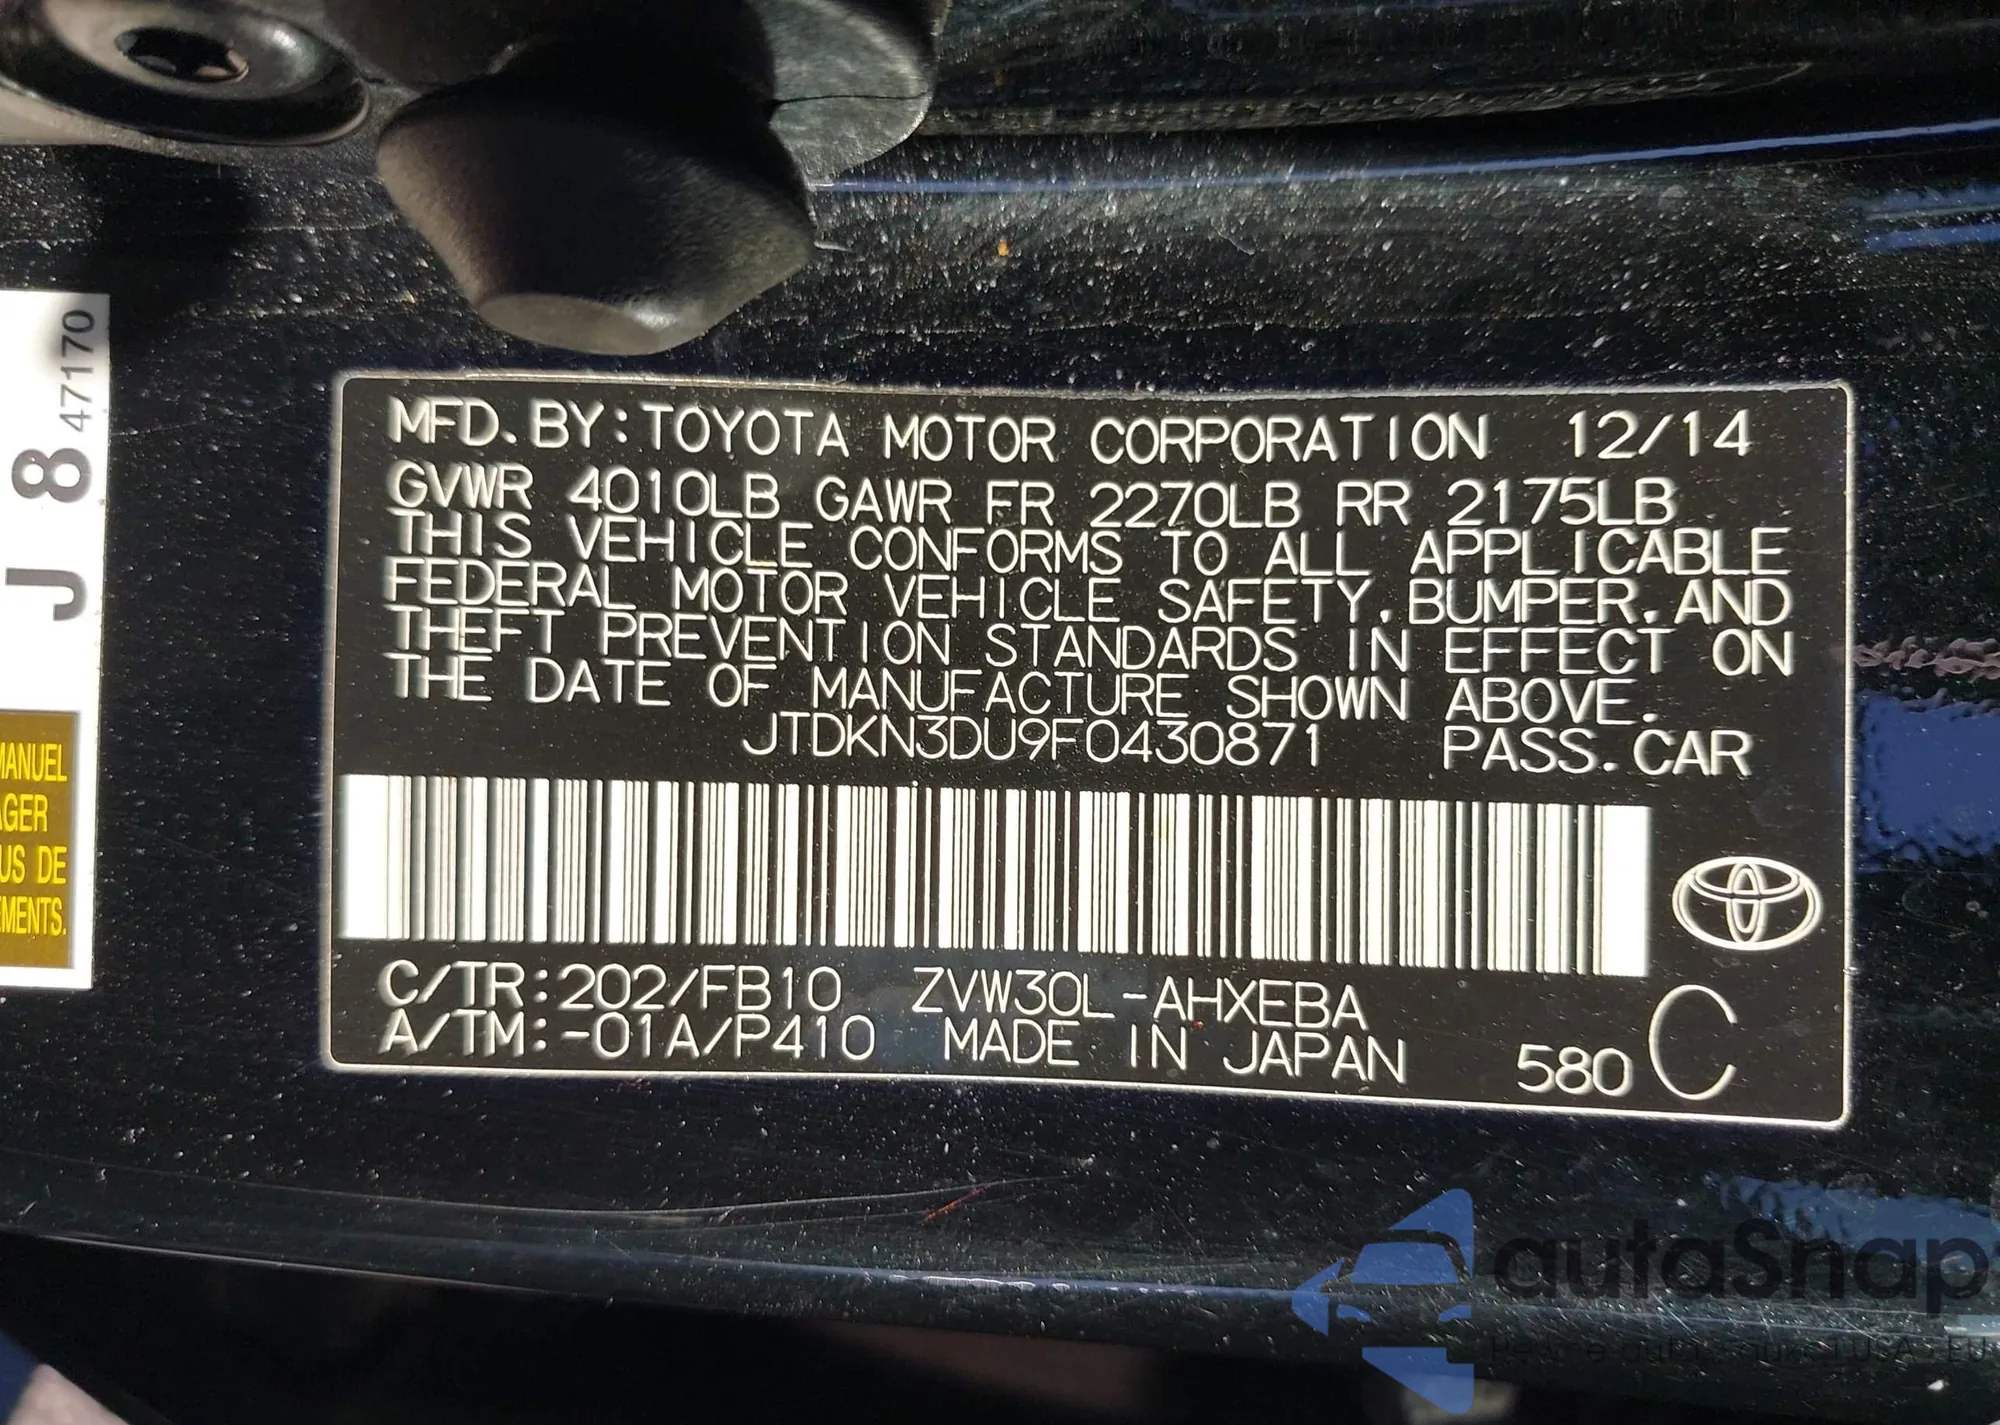 J 8 47170
MANUEL
AGER
US DE
EMENTS.
MFD. BY: TOYOTA MOTOR CORPORATION 12/14
GVWR 4010LB GAWR FR 2270LB RR 2175LB
THIS VEHICLE CONFORMS TO ALL APPLICABLE
FEDERAL MOTOR VEHICLE SAFETY, BUMPER, AND
THEFT PREVENTION STANDARDS IN EFFECT ON
THE DATE OF MANUFACTURE SHOWN ABOVE.
JTDKN3DU9F0430871 PASS. CAR
C/TR: 202/FB10 ZVW30L-AHXEBA
A/TM: -01A/P410 MADE IN JAPAN 580 C
autaSnap